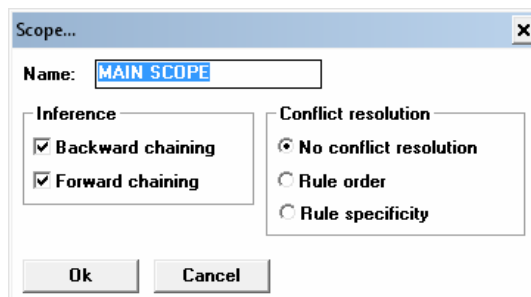 Scope...
Name: MAIN SCOPE
Inference
Backward chaining
Forward chaining
Conflict resolution
No conflict resolution
Rule order
Rule specificity
Ok Cancel